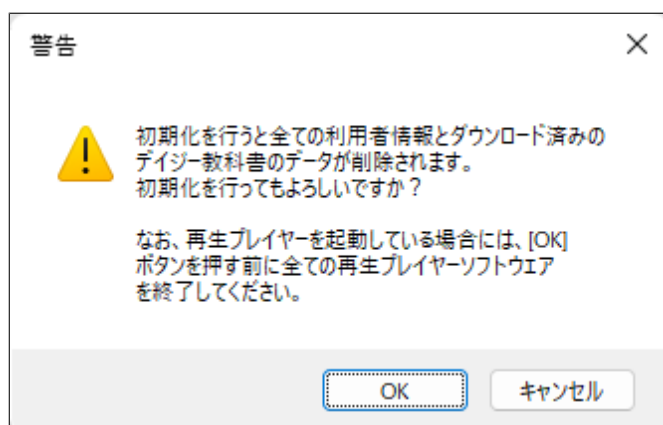 警告
初期化を行うと全ての利用者情報とダウンロード済みの
デイジー教科書のデータが削除されます。
初期化を行ってもよろしいですか？
なお、再生プレイヤーを起動している場合には、[OK]
ボタンを押す前に全ての再生プレイヤーソフトウエア
を終了してください。
OK
キャンセル